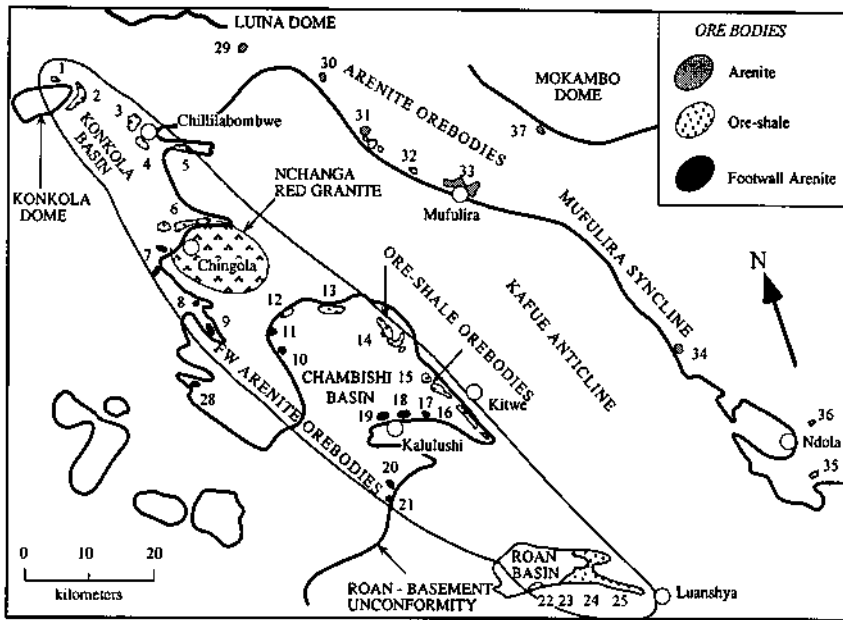 LUINA DOME
29
30
ARENITE OREBODIES
MOKAMBO
DOME
ORE BODIES
Arenite
Ore-shale
Footwall Arenite
1
2
3
Chillilabombwe
4
5
KONKOLA
BASIN
KONKOLA
DOME
NCHANGA
RED GRANITE
31
32
33
Mufulira
37
6
7
Chingola
8
9
MUFULIRA SYNCLINE
KAFUE ANTICLINE
N
ORE-SHALE OREBODIES
12
13
11
10
14
CHAMBISHI
BASIN
15
Kitwe
34
FW ARENITE OREBODIES
28
19
18
17
16
Kalulushi
36
Ndola
35
20
21
0
10
20
kilometers
ROAN - BASEMENT
UNCONFORMITY
ROAN
BASIN
22 23 24 25
Luanshya